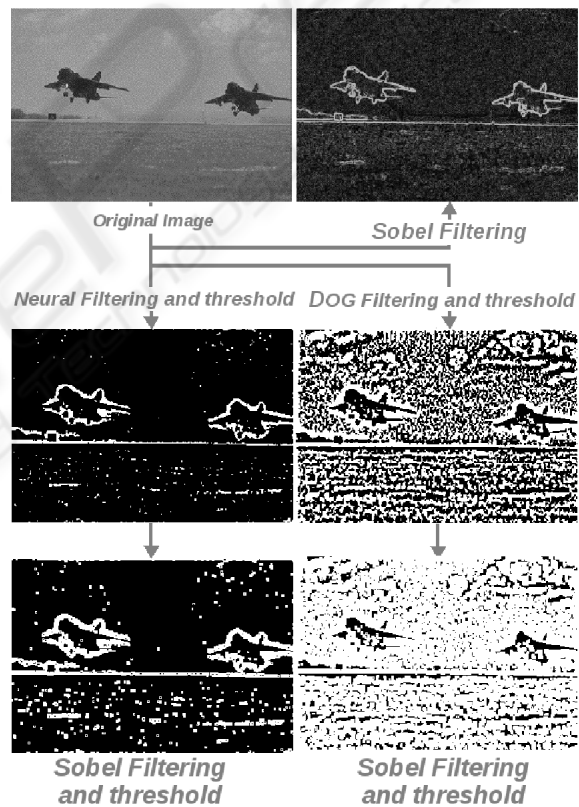 Original Image
Sobel Filtering
Neural Filtering and threshold
DOG Filtering and threshold
Sobel Filtering
and threshold
Sobel Filtering
and threshold